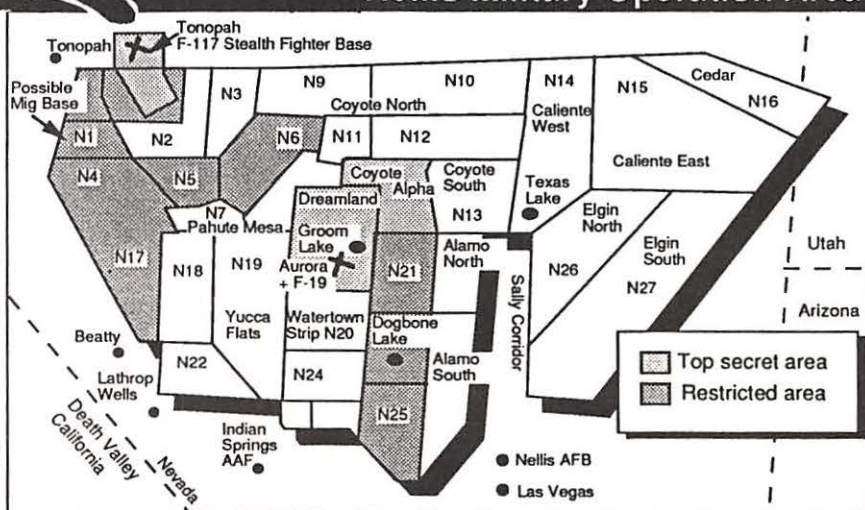 Tonopah
Tonopah
F-117 Stealth Fighter Base
Possible
Mig Base
N1
N2
N3
N9
N10
N14
N15
Cedar
N16
Coyote North
N6
N11
N12
Caliente
West
Caliente East
N4
N5
Coyote
Alpha
Coyote
South
Texas
Lake
N13
Dreamland
N7
Pahute Mesa
Groom
Lake
Aurora
+ F-19
N17
N18
N19
N21
Alamo
North
Sally Corridor
Elgin
North
Elgin
South
N26
N27
Utah
Arizona
Yucca
Flats
Watertown
Strip N20
Dogbone
Lake
Alamo
South
Beatty
N22
N24
N25
Lathrop
Wells
Death Valley
California
Nevada
Indian
Springs
AAF
Nellis AFB
Las Vegas
Top secret area
Restricted area